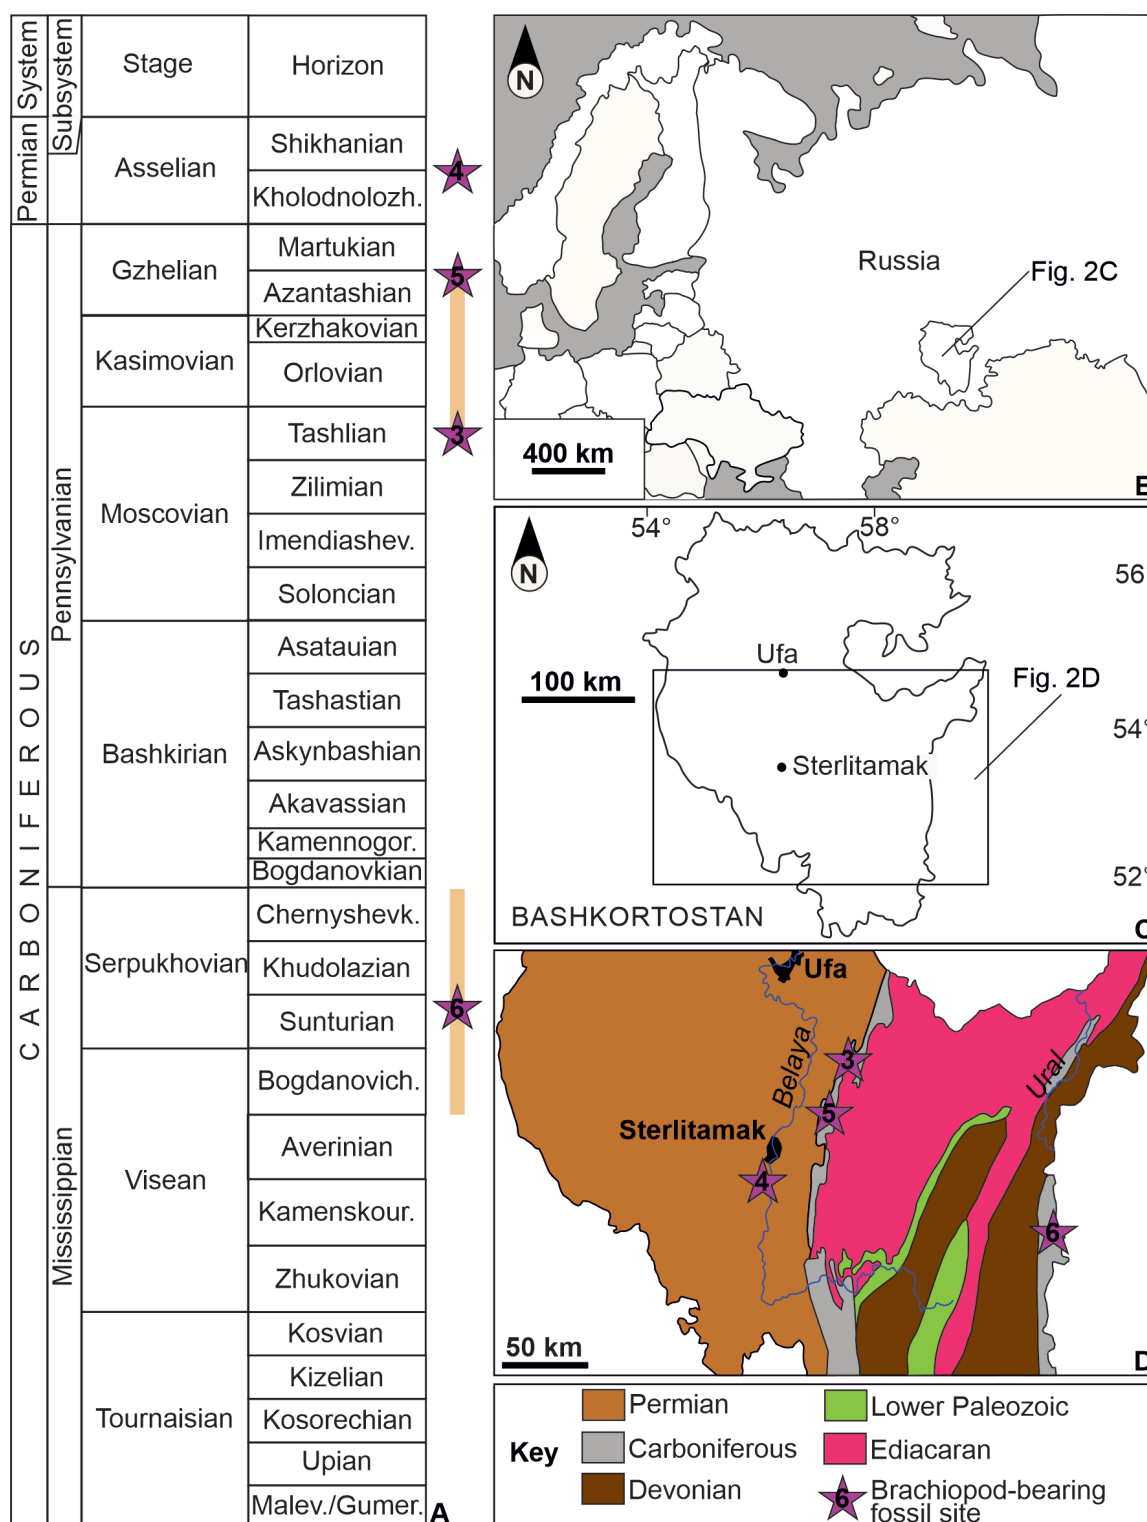 System
Subsystem
Stage
Horizon
Permian
Asselian
Shikhanian
Kholodnolozh.
4
CARBONIFEROUS
Pennsylvanian
Gzhelian
Martukian
Azantashian
5
Kasimovian
Kerzhakovian
Orlovian
Moscovian
Tashlian
3
Zilimian
Imendiashev.
Soloncian
Bashkirian
Asatauian
Tashastian
Askynbashian
Akavassian
Kamennogor.
Bogdanovkian
Mississippian
Serpukhovian
Chernyshevk.
Khudolazian
Sunturian
6
Visean
Bogdanovich.
Averinian
Kamenskour.
Zhukovian
Tournaisian
Kosvian
Kizelian
Kosorechian
Upian
Malev./Gumer.
A
N
Russia
Fig. 2C
400 km
B
54°
58°
N
56
Ufa
100 km
Fig. 2D
54°
Sterlitamak
52°
BASHKORTOSTAN
C
Ufa
Belaya
3
Ural
5
Sterlitamak
4
6
50 km
D
Key
Permian
Carboniferous
Devonian
Lower Paleozoic
Ediacaran
6
Brachiopod-bearing
fossil site